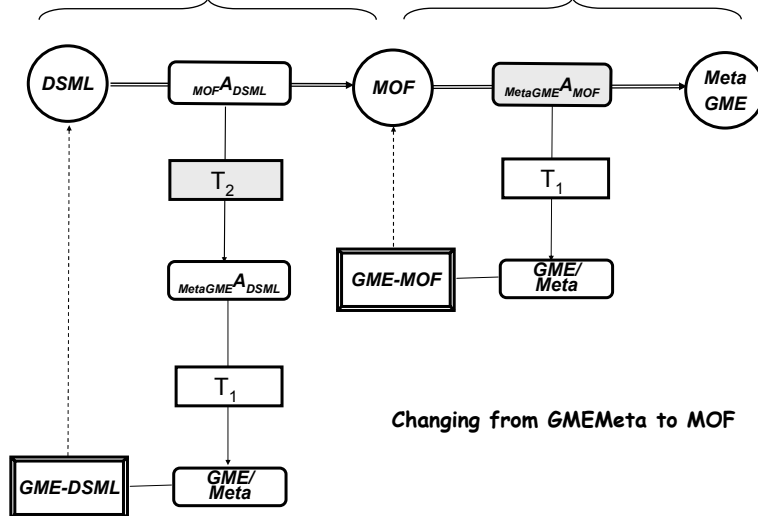 DSML
MOFADSML
MOF
MetaGMEAMOF
Meta
GME
T2
T1
MetaGMEADSML
GME-MOF
GME/
Meta
T1
Changing from GMEMeta to MOF
GME-DSML
GME/
Meta